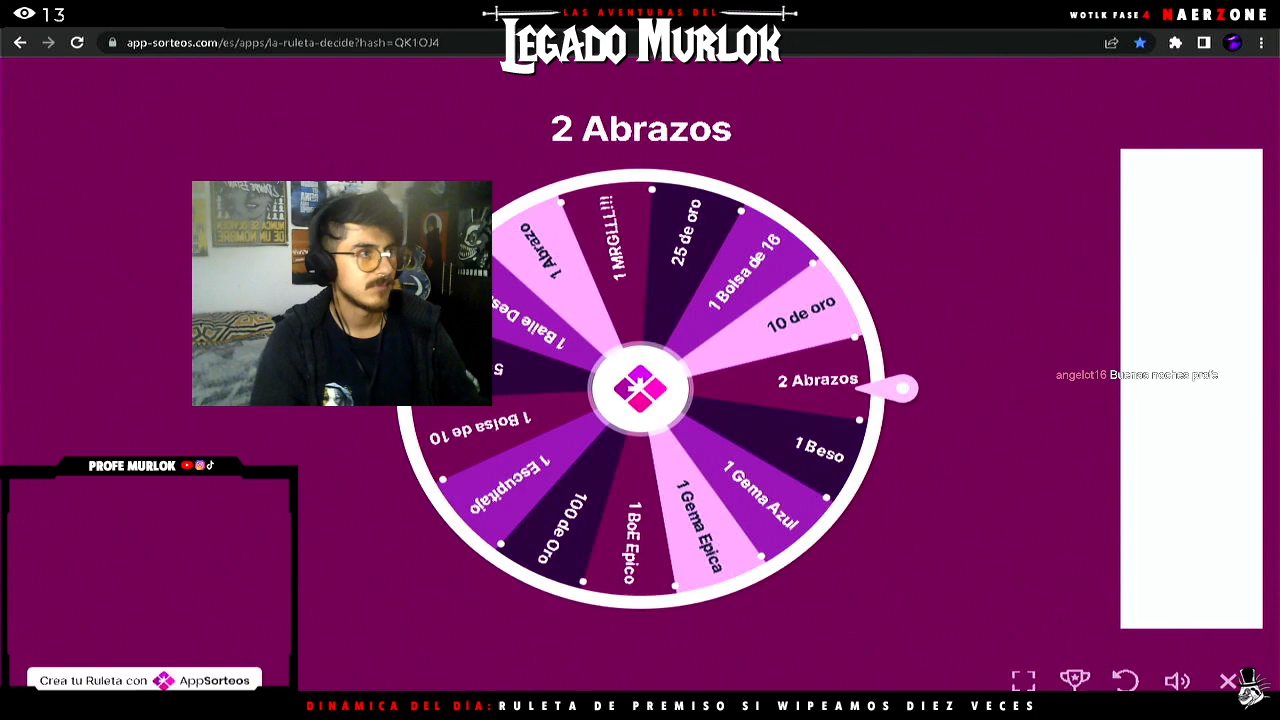 13
LAS AVENTURAS DEL
LEGADO MURLOK
WOTLK FASE 4 NAERZONE
app-sorteos.com/es/apps/la-ruleta-decide?hash=QK1OJ4
2 Abrazos
1 Abrazo
1 MRGLLL!!!
25 de oro
1 Bolsa de 16
10 de oro
2 Abrazos
1 Beso
1 Gema Azul
1 Gema Epica
1 BoE Epico
100 de Oro
1 Escupitajo
1 Bolsa de 10
5
1 Baile Des
angelot16 Buenas noches profe
PROFE MURLOK
Crea tu Ruleta con AppSorteos
DINÁMICA DEL DÍA: RULETA DE PREMISO SI WIPEAMOS DIEZ VECES